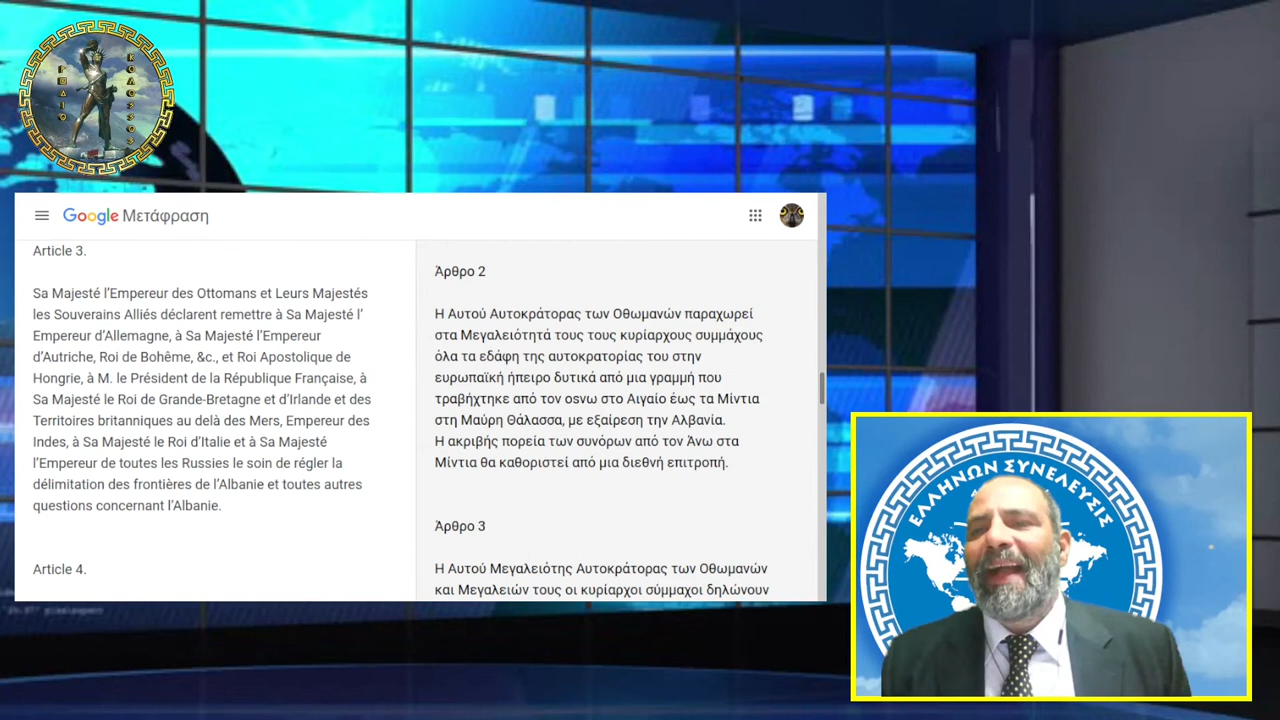 Google Μετάφραση
Article 3.
Sa Majesté l’Empereur des Ottomans et Leurs Majestés
les Souverains Alliés déclarent remettre à Sa Majesté l’
Empereur d’Allemagne, à Sa Majesté l’Empereur
d’Autriche, Roi de Bohême, &c., et Roi Apostolique de
Hongrie, à M. le Président de la République Française, à
Sa Majesté le Roi de Grande-Bretagne et d’Irlande et des
Territoires britanniques au delà des Mers, Empereur des
Indes, à Sa Majesté le Roi d’Italie et à Sa Majesté
l’Empereur de toutes les Russies le soin de régler la
délimitation des frontières de l’Albanie et toutes autres
questions concernant l’Albanie.
Article 4.
Άρθρο 2
Η Αυτού Αυτοκράτορας των Οθωμανών παραχωρεί
στα Μεγαλειότητά τους τους κυρίαρχους συμμάχους
όλα τα εδάφη της αυτοκρατορίας του στην
ευρωπαϊκή ήπειρο δυτικά από μια γραμμή που
τραβήχτηκε από τον osνω στο Αιγαίο έως τα Μίντια
στη Μαύρη Θάλασσα, με εξαίρεση την Αλβανία.
Η ακριβής πορεία των συνόρων από τον Άνω στα
Μίντια θα καθοριστεί από μια διεθνή επιτροπή.
Άρθρο 3
Η Αυτού Μεγαλειότης Αυτοκράτορας των Οθωμανών
και Μεγαλειών τους οι κυρίαρχοι σύμμαχοι δηλώνουν
ΕΛΛΗΝΩΝ ΣΥΝΕΛΕΥΣΙΣ